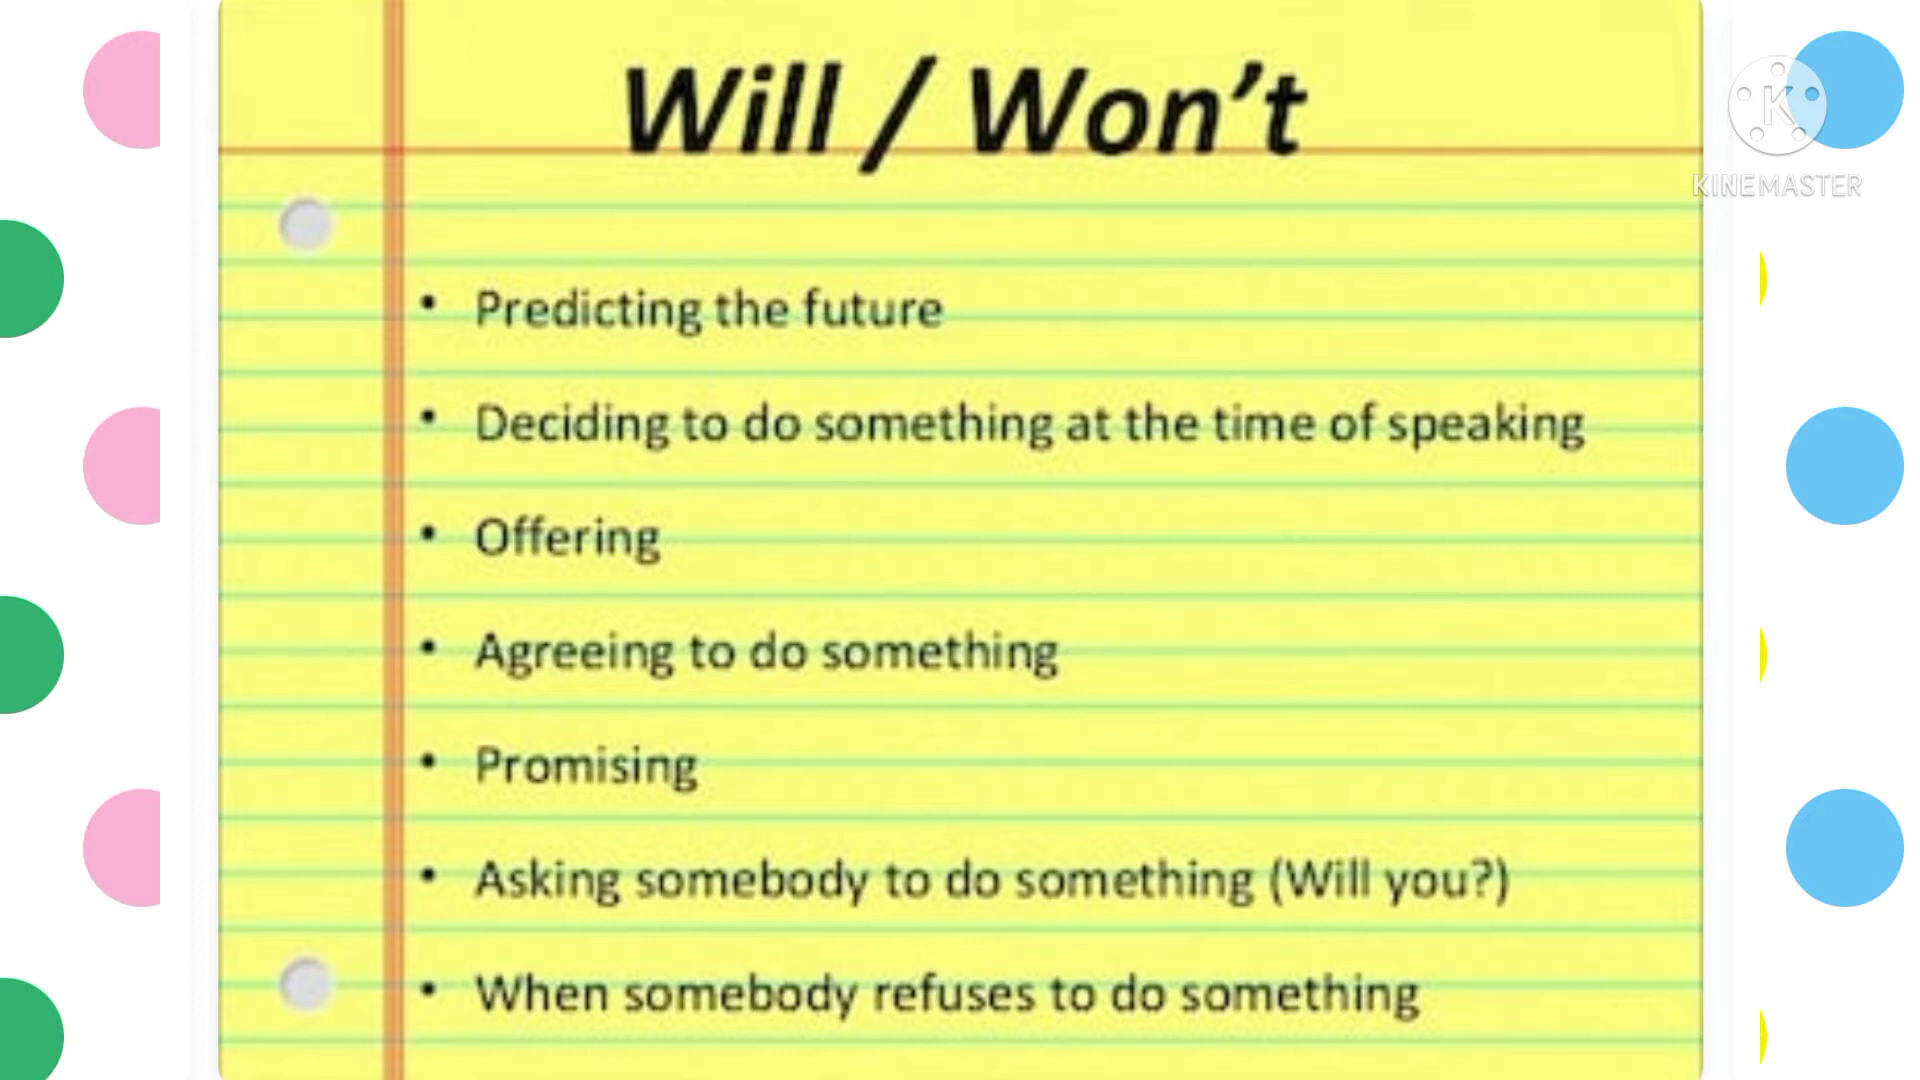 Will / Won't
KINEMASTER
• Predicting the future
• Deciding to do something at the time of speaking
• Offering
• Agreeing to do something
• Promising
• Asking somebody to do something (Will you?)
• When somebody refuses to do something